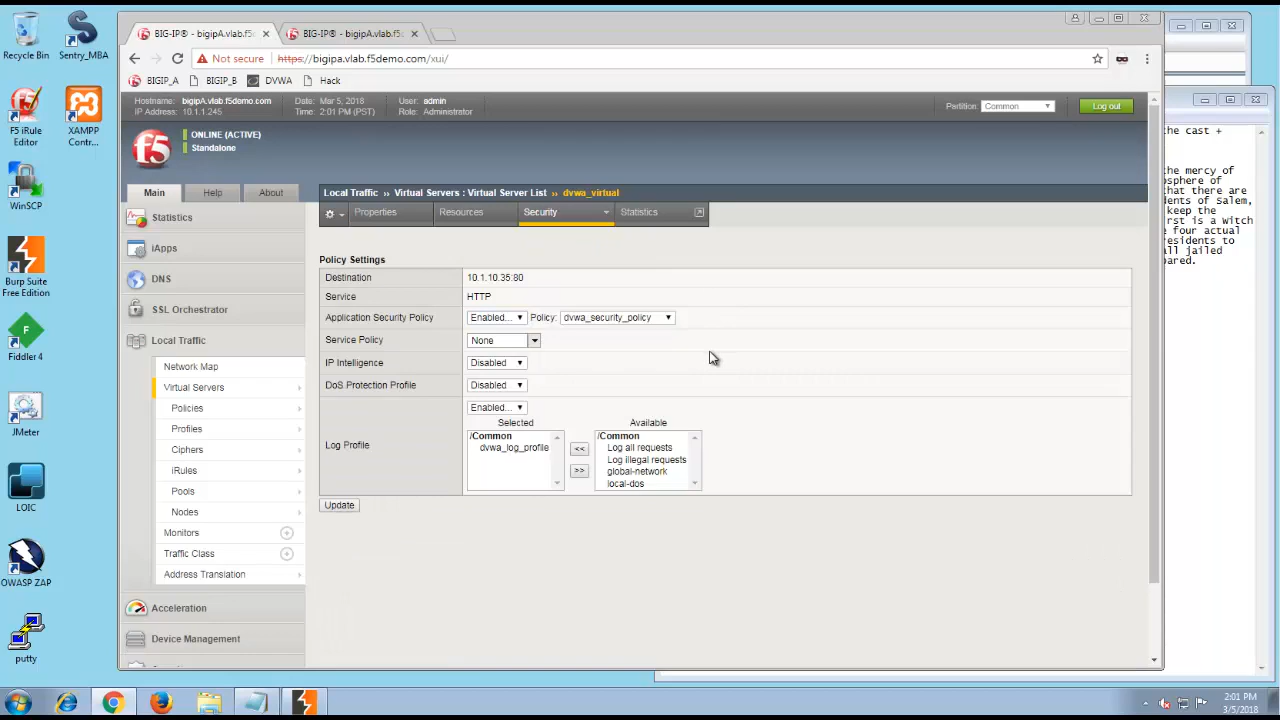 Recycle Bin
Sentry_MBA
F5 iRule
Editor
XAMPP
Contr...
WinSCP
Burp Suite
Free Edition
Fiddler 4
JMeter
LOIC
OWASP ZAP
putty
BIG-IP® - bigipA.vlab.f5
BIG-IP® - bigipA.vlab.f5c
Not secure
https://bigipa.vlab.f5demo.com/xui/
BIGIP_A
BIGIP_B
DVWA
Hack
Hostname: bigipA.vlab.f5demo.com
IP Address: 10.1.1.245
Date: Mar 5, 2018
Time: 2:01 PM (PST)
User: admin
Role: Administrator
Partition: Common
Log out
f5
ONLINE (ACTIVE)
Standalone
Main
Help
About
Local Traffic ›› Virtual Servers : Virtual Server List ›› dvwa_virtual
Properties
Resources
Security
Statistics
Statistics
iApps
DNS
SSL Orchestrator
Local Traffic
Network Map
Virtual Servers
Policies
Profiles
Ciphers
iRules
Pools
Nodes
Monitors
Traffic Class
Address Translation
Acceleration
Device Management
Policy Settings
Destination 10.1.10.35:80
Service HTTP
Application Security Policy Enabled... Policy: dvwa_security_policy
Service Policy None
IP Intelligence Disabled
DoS Protection Profile Disabled
Log Profile
Enabled...
Selected
/Common
dvwa_log_profile
<<
>>
Available
/Common
Log all requests
Log illegal requests
global-network
local-dos
Update
the cast +
the mercy of
osphere of
that there are
dents of Salem,
keep the
rst is a witch
e four actual
residents to
all jailed
pared.
2:01 PM
3/5/2018